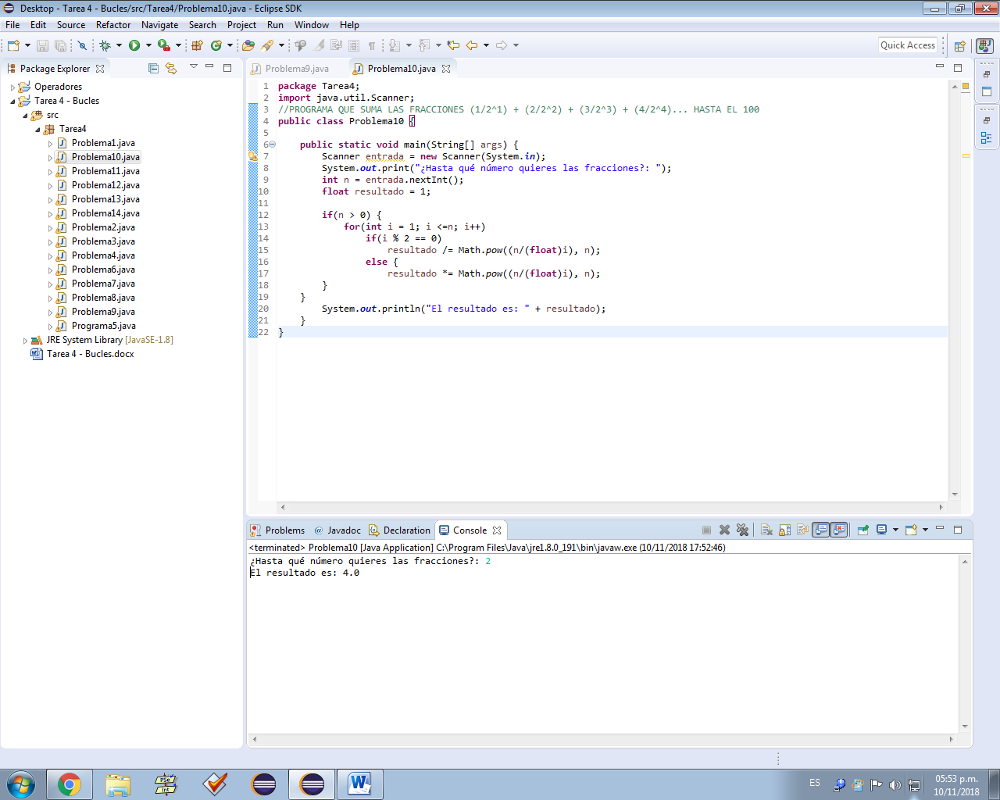 Desktop - Tarea 4 - Bucles/src/Tarea4/Problema10.java - Eclipse SDK
File Edit Source Refactor Navigate Search Project Run Window Help
Quick Access
Package Explorer
Operadores
Tarea 4 - Bucles
src
Tarea4
Problema1.java
Problema10.java
Problema11.java
Problema12.java
Problema13.java
Problema14.java
Problema2.java
Problema3.java
Problema4.java
Problema6.java
Problema7.java
Problema8.java
Problema9.java
Programa5.java
JRE System Library [JavaSE-1.8]
Tarea 4 - Bucles.docx
Problema9.java Problema10.java
1 package Tarea4;
2 import java.util.Scanner;
3 //PROGRAMA QUE SUMA LAS FRACCIONES (1/2^1) + (2/2^2) + (3/2^3) + (4/2^4)... HASTA EL 100
4 public class Problema10 {
5
6 public static void main(String[] args) {
7 Scanner entrada = new Scanner(System.in);
8 System.out.print("¿Hasta qué número quieres las fracciones?: ");
9 int n = entrada.nextInt();
10 float resultado = 1;
11
12 if(n > 0) {
13 for(int i = 1; i <=n; i++)
14 if(i % 2 == 0)
15 resultado /= Math.pow((n/(float)i), n);
16 else {
17 resultado *= Math.pow((n/(float)i), n);
18 }
19 }
20 System.out.println("El resultado es: " + resultado);
21 }
22 }
Problems Javadoc Declaration Console
<terminated> Problema10 [Java Application] C:\Program Files\Java\jre1.8.0_191\bin\javaw.exe (10/11/2018 17:52:46)
¿Hasta qué número quieres las fracciones?: 2
El resultado es: 4.0
PSe
Int
ES
05:53 p.m.
10/11/2018